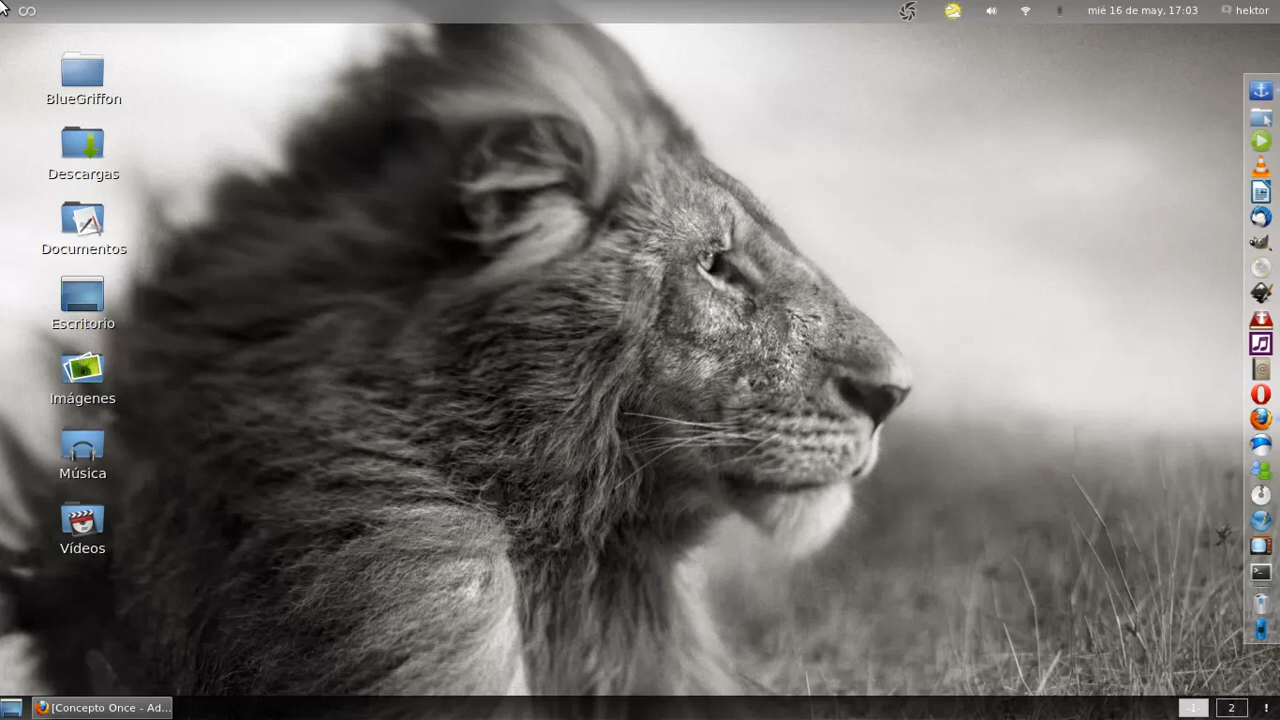 mié 16 de may, 17:03
hektor
BlueGriffon
Descargas
Documentos
Escritorio
Imágenes
Música
Vídeos
[Concepto Once - Ad...
-1-
2
!